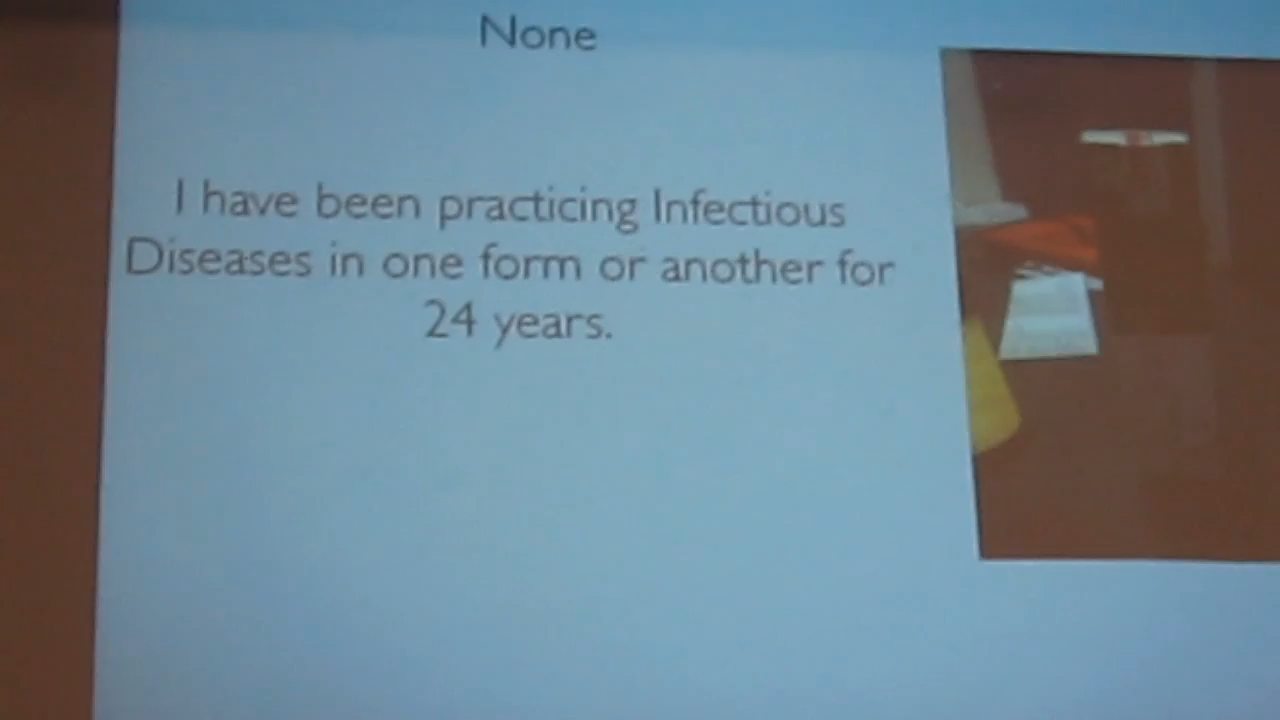 None
I have been practicing Infectious
Diseases in one form or another for
24 years.